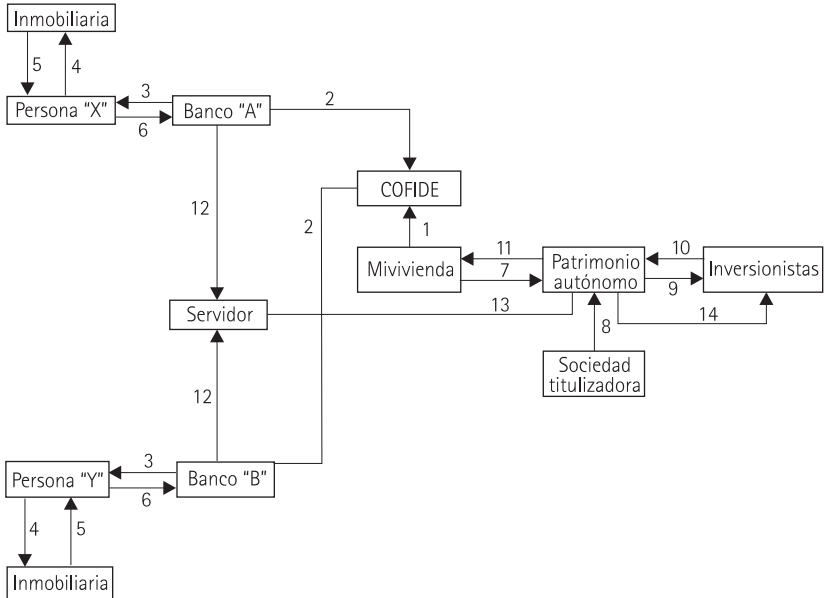 Inmobiliaria
5
4
3
2
Persona "X"
Banco "A"
6
COFIDE
12
2
1
11
10
Mivivienda
Patrimonio
autónomo
Inversionistas
7
9
Servidor
13
14
8
Sociedad
titulizadora
12
3
Persona "Y"
Banco "B"
6
4
5
Inmobiliaria